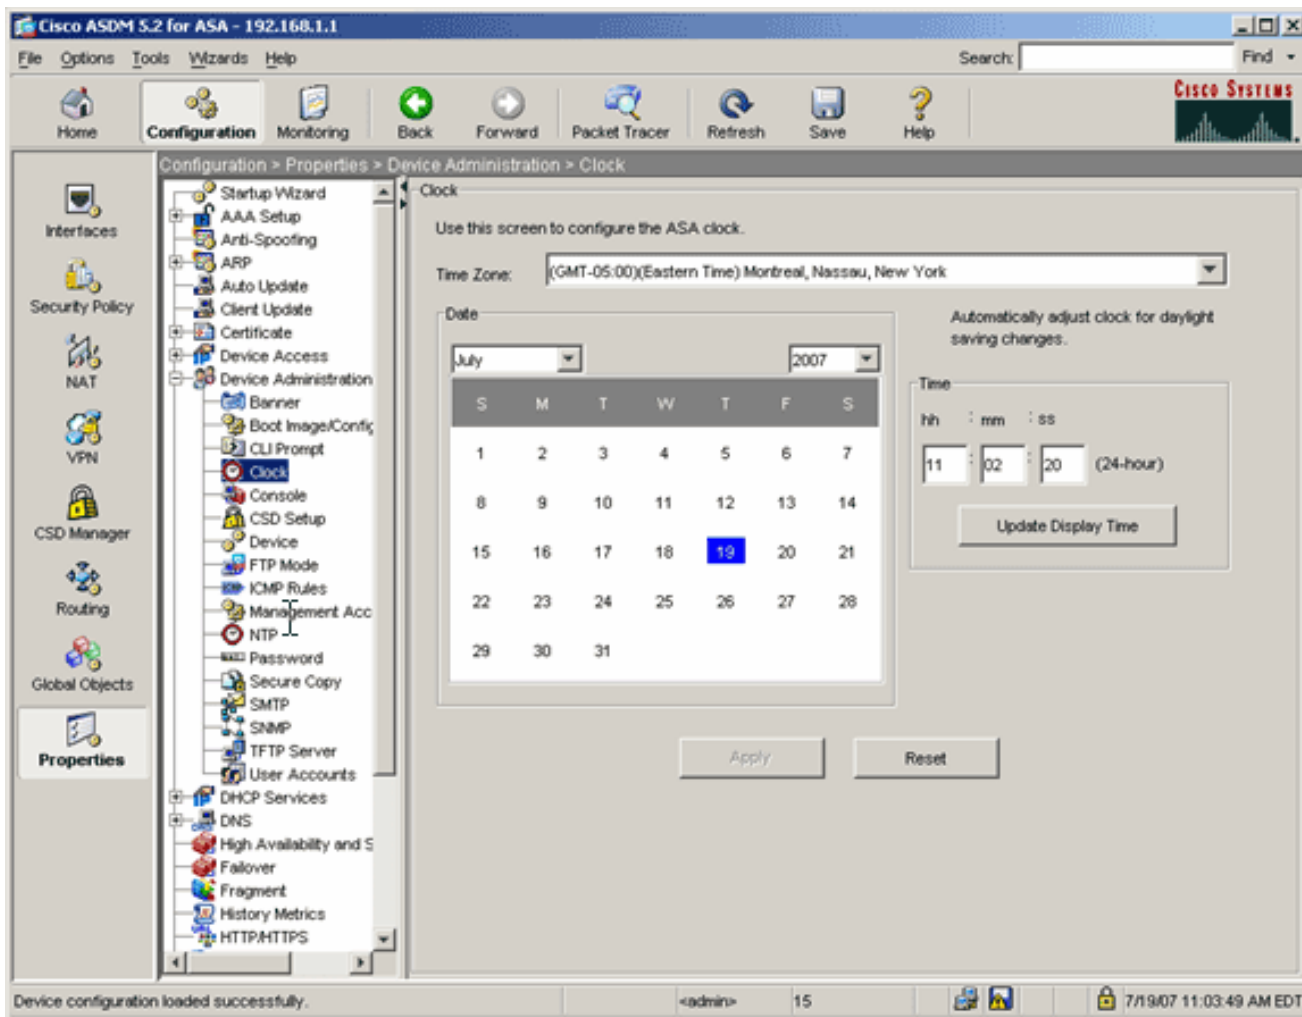 Cisco ASDM 5.2 for ASA - 192.168.1.1
File Options Tools Wizards Help Search: Find
Home Configuration Monitoring Back Forward Packet Tracer Refresh Save Help
CISCO SYSTEMS
Configuration > Properties > Device Administration > Clock
Interfaces
Security Policy
NAT
VPN
CSD Manager
Routing
Global Objects
Properties
Startup Wizard
AAA Setup
Anti-Spoofing
ARP
Auto Update
Client Update
Certificate
Device Access
Device Administration
Banner
Boot Image/Config
CLI Prompt
Clock
Console
CSD Setup
Device
FTP Mode
ICMP Rules
Management Acc
NTP
Password
Secure Copy
SMTP
SNMP
TFTP Server
User Accounts
DHCP Services
DNS
High Availability and S
Failover
Fragment
History Metrics
HTTP/HTTPS
Clock
Use this screen to configure the ASA clock.
Time Zone: (GMT-05:00)(Eastern Time) Montreal, Nassau, New York
Date
July 2007
S M T W T F S
1 2 3 4 5 6 7
8 9 10 11 12 13 14
15 16 17 18 19 20 21
22 23 24 25 26 27 28
29 30 31
Automatically adjust clock for daylight
saving changes.
Time
hh : mm : ss
11 : 02 : 20 (24-hour)
Update Display Time
Apply Reset
Device configuration loaded successfully. <admin> 15 7/19/07 11:03:49 AM EDT